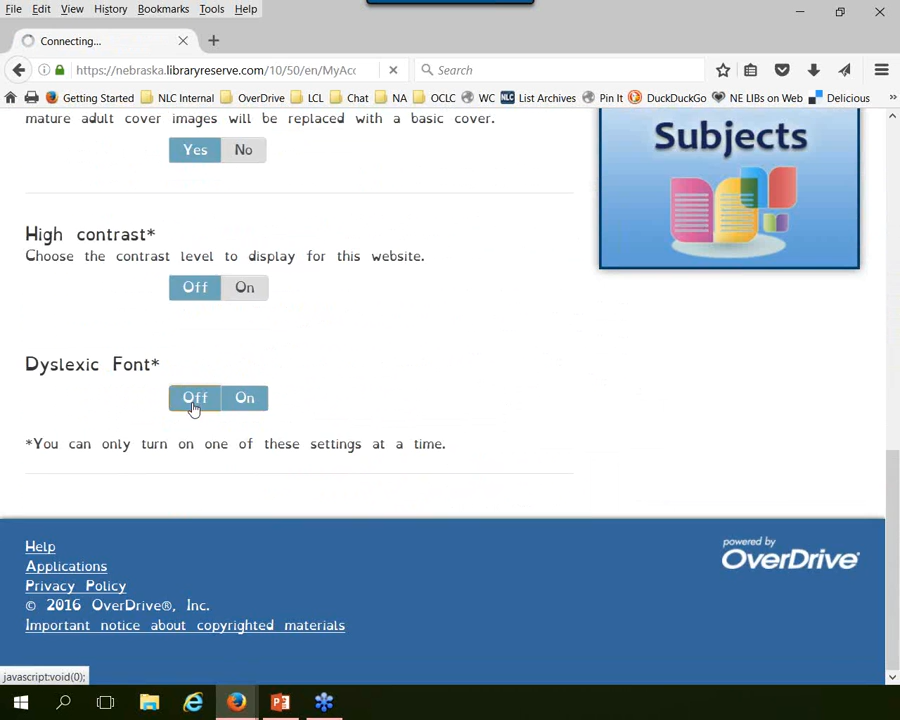 File Edit View History Bookmarks Tools Help
Connecting...
https://nebraska.libraryreserve.com/10/50/en/MyAcc
Search
Getting Started NLC Internal OverDrive LCL Chat NA OCLC WC NLC List Archives Pin It DuckDuckGo NE LIBs on Web Delicious
mature adult cover images will be replaced with a basic cover.
Yes No
Subjects
High contrast*
Choose the contrast level to display for this website.
Off On
Dyslexic Font*
Off On
*You can only turn on one of these settings at a time.
Help
Applications
Privacy Policy
© 2016 OverDrive®, Inc.
Important notice about copyrighted materials
powered by
OverDrive®
javascript:void(0);